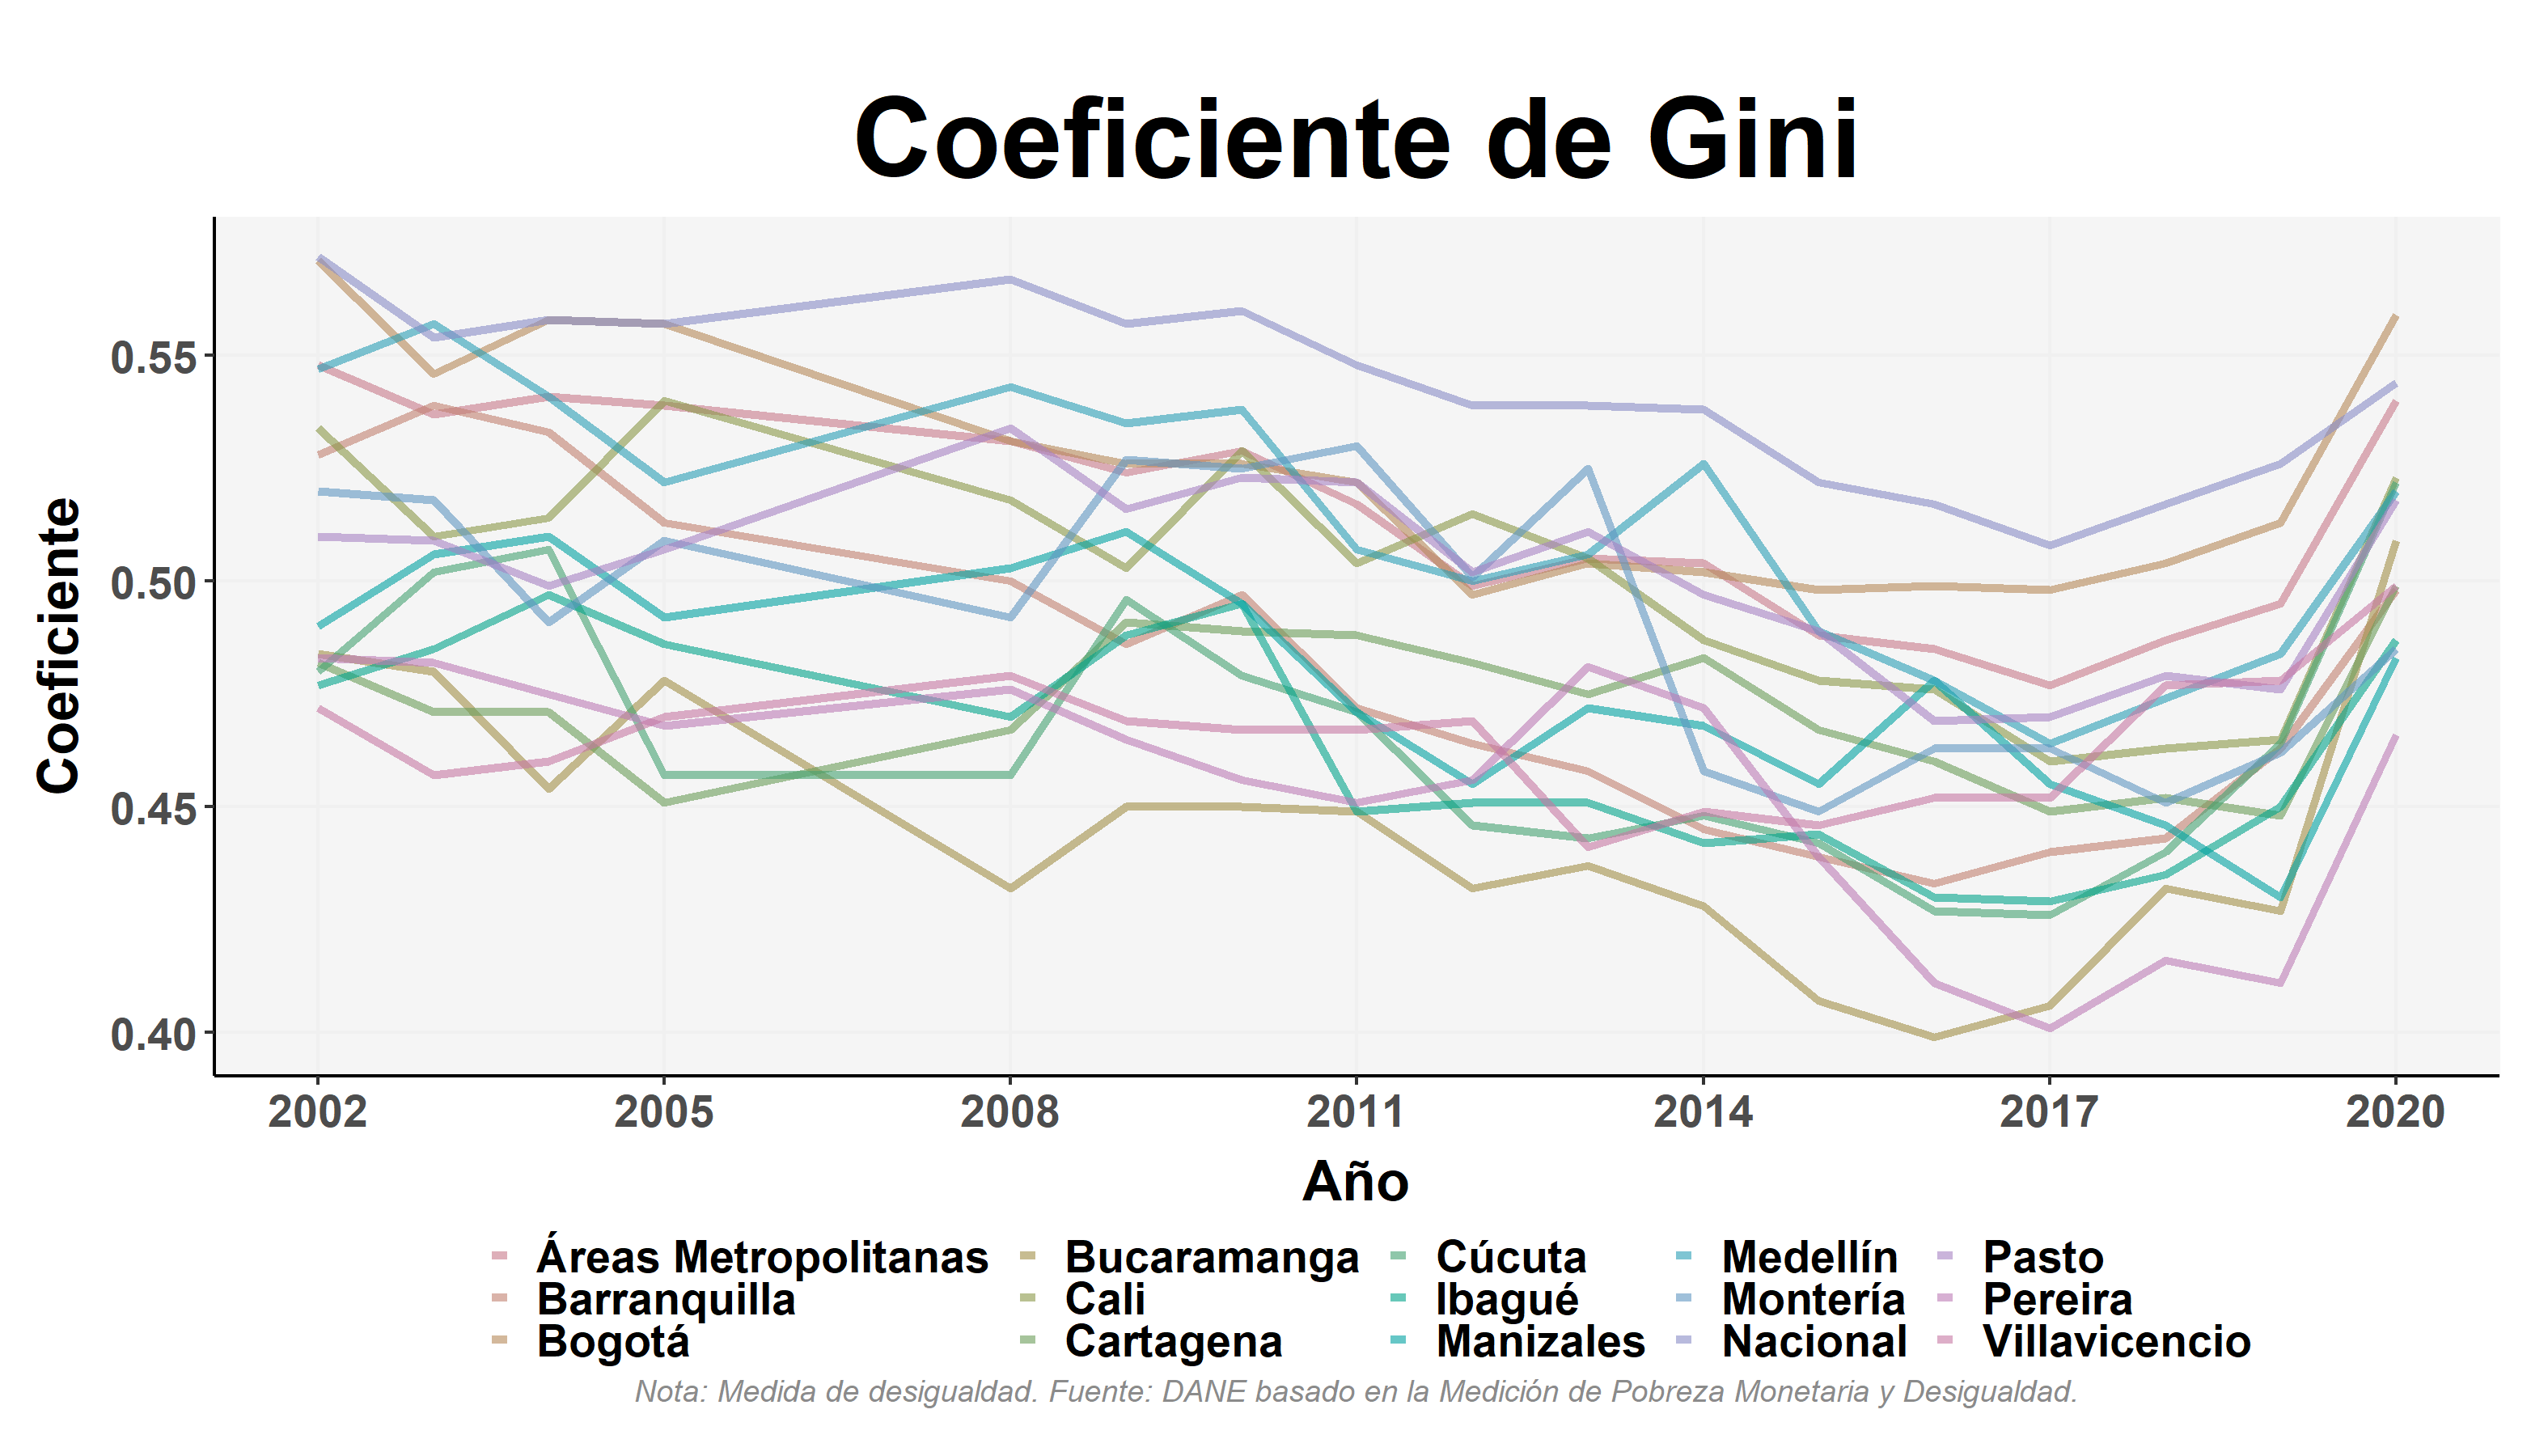 Coeficiente de Gini
Coeficiente
0.55
0.50
0.45
0.40
2002 2005 2008 2011 2014 2017 2020
Año
Áreas Metropolitanas Bucaramanga Cúcuta Medellín Pasto
Barranquilla Cali Ibagué Montería Pereira
Bogotá Cartagena Manizales Nacional Villavicencio
Nota: Medida de desigualdad. Fuente: DANE basado en la Medición de Pobreza Monetaria y Desigualdad.